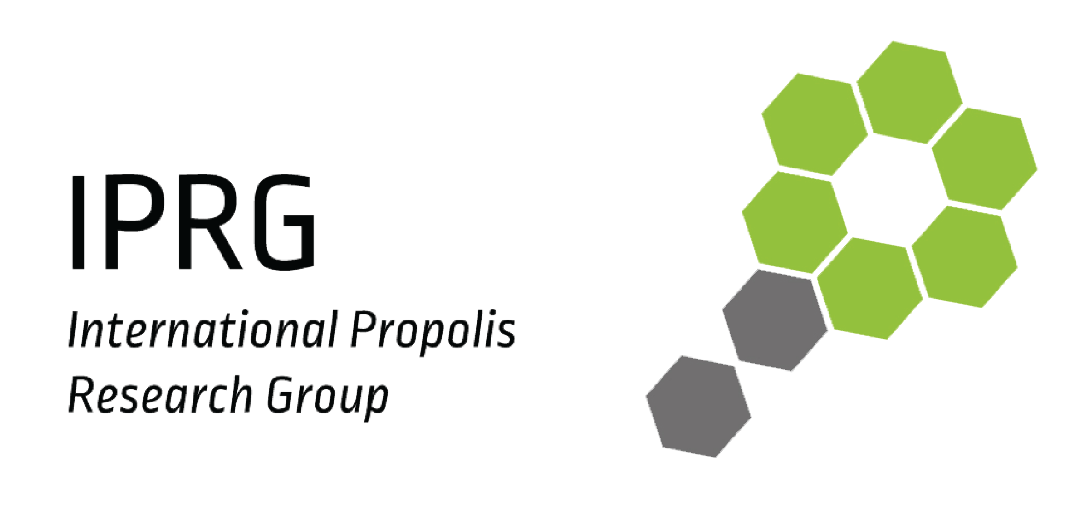 IPRG
International Propolis
Research Group